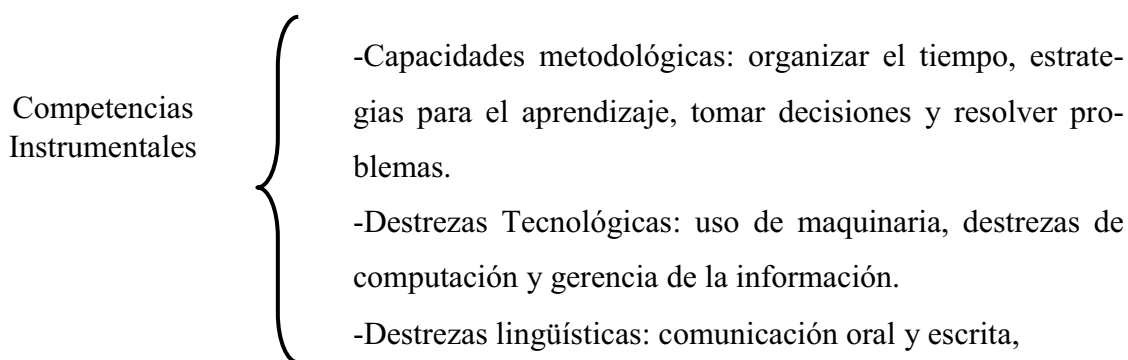 Competencias
Instrumentales
-Capacidades metodológicas: organizar el tiempo, estrate-
gias para el aprendizaje, tomar decisiones y resolver pro-
blemas.
-Destrezas Tecnológicas: uso de maquinaria, destrezas de
computación y gerencia de la información.
-Destrezas lingüísticas: comunicación oral y escrita,